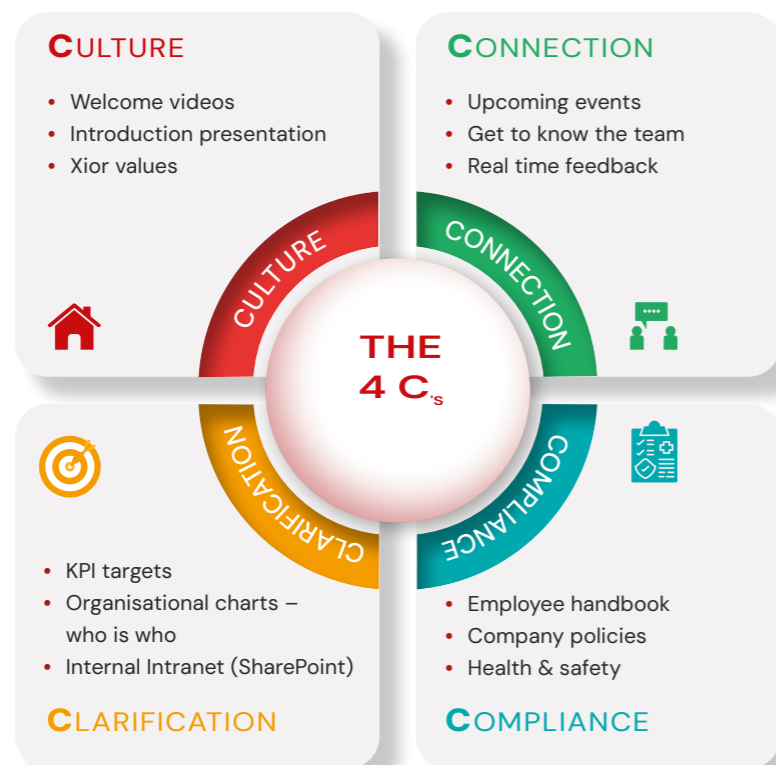 CULTURE
• Welcome videos
• Introduction presentation
• Xior values
CULTURE
CONNECTION
• Upcoming events
• Get to know the team
• Real time feedback
CONNECTION
THE
4 C's
CLARIFICATION
• KPI targets
• Organisational charts –
who is who
• Internal Intranet (SharePoint)
CLARIFICATION
COMPLIANCE
• Employee handbook
• Company policies
• Health & safety
COMPLIANCE